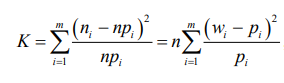 K = \sum_{i=1}^{m} \frac{(n_i - np_i)^2}{np_i} = n \sum_{i=1}^{m} \frac{(w_i - p_i)^2}{p_i}